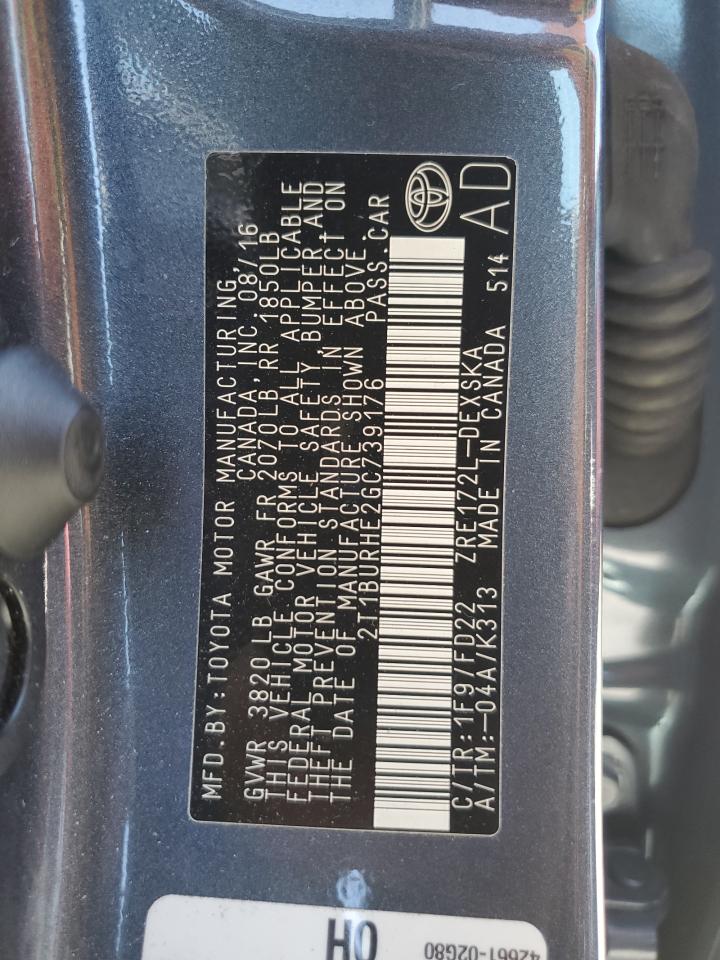 MFD.BY:TOYOTA MOTOR MANUFACTURING
CANADA,INC.08/16
GVWR 3820LB GAWR FR 2070LB RR 1850LB
THIS VEHICLE CONFORMS TO ALL APPLICABLE
FEDERAL MOTOR VEHICLE SAFETY, BUMPER, AND
THEFT PREVENTION STANDARDS IN EFFECT ON
THE DATE OF MANUFACTURE SHOWN ABOVE.
2T1BURHE2GC739176 PASS.CAR
C/TR:1F9/FD22 ZRE172L-DEXSKA
A/TM:-04A/K313 MADE IN CANADA 514
AD
OH
42661-02G80